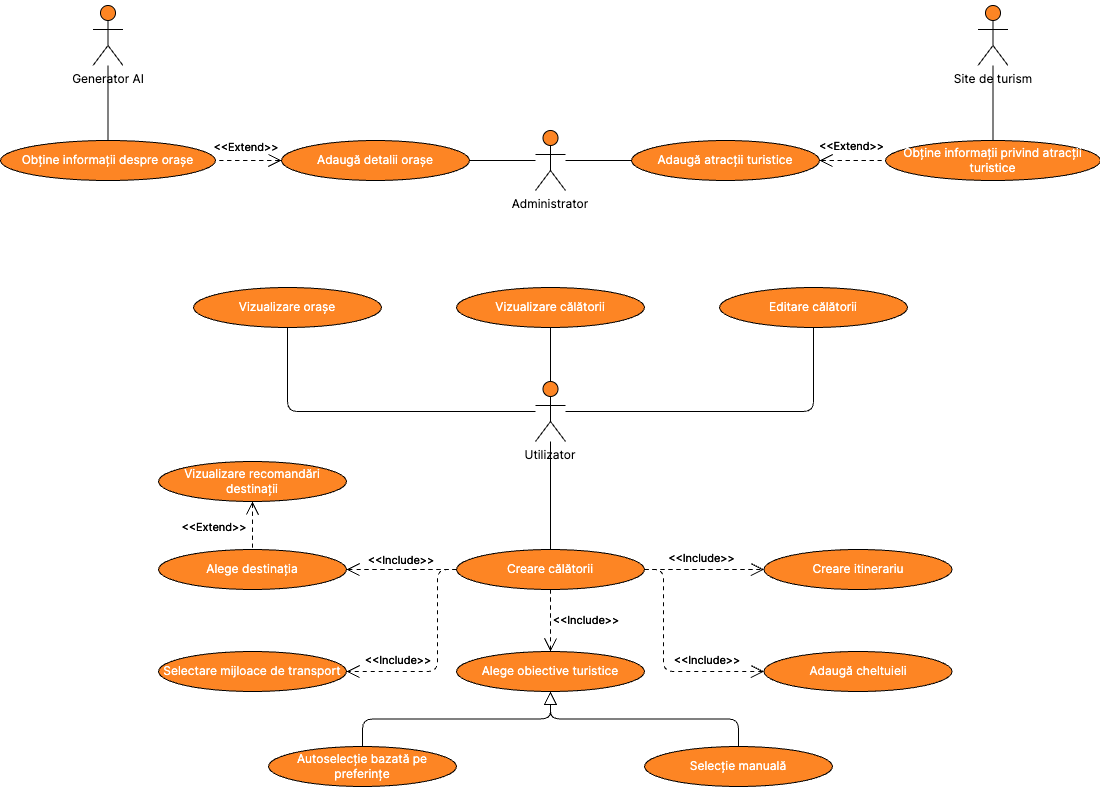 Generator AI
Site de turism
<<Extend>>
<<Extend>>
Obține informații despre orașe
Adaugă detalii orașe
Adaugă atracții turistice
Obține informații privind atracții
turistice
Administrator
Vizualizare orașe
Vizualizare călătorii
Editare călătorii
Utilizator
Vizualizare recomandări
destinații
<<Extend>>
<<Include>>
<<Include>>
Alege destinația
Creare călătorii
Creare itinerariu
<<Include>>
<<Include>>
<<Include>>
Selectare mijloace de transport
Alege obiective turistice
Adaugă cheltuieli
Autoselecție bazată pe
preferințe
Selecție manuală